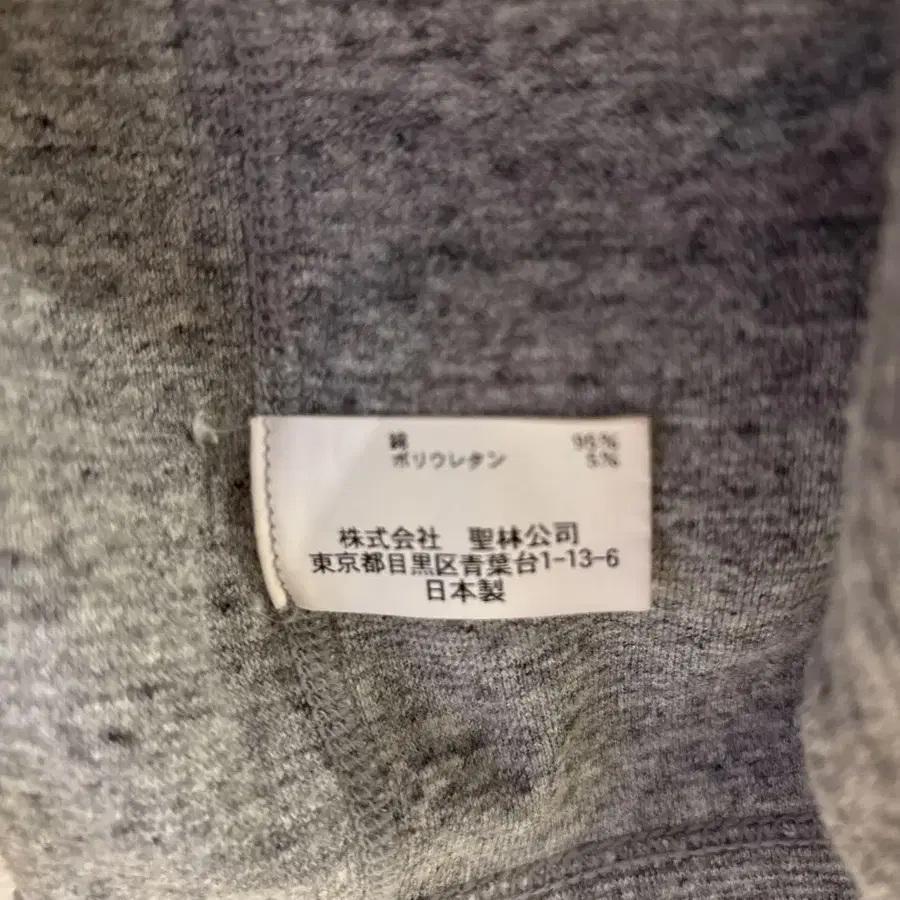 綿 95%
ポリウレタン 5%
株式会社 聖林公司
東京都目黒区青葉台1-13-6
日本製